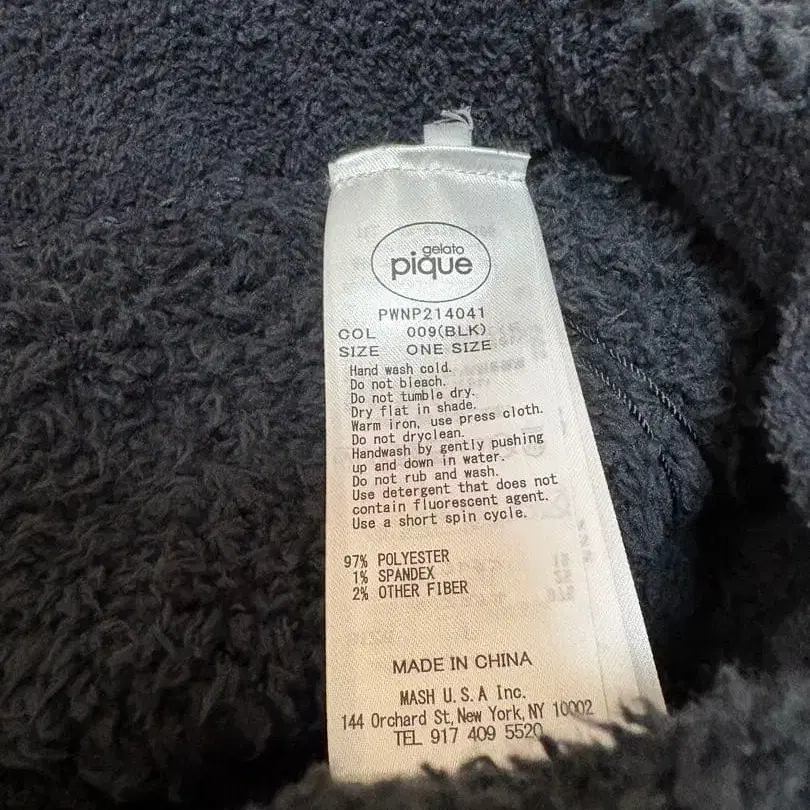 gelato
pique
PWNP214041
COL 009(BLK)
SIZE ONE SIZE
Hand wash cold.
Do not bleach.
Do not tumble dry.
Dry flat in shade.
Warm iron, use press cloth.
Do not dryclean.
Handwash by gently pushing
up and down in water.
Do not rub and wash.
Use detergent that does not
contain fluorescent agent.
Use a short spin cycle.
97% POLYESTER
1% SPANDEX
2% OTHER FIBER
MADE IN CHINA
MASH U.S.A Inc.
144 Orchard St, New York, NY 10002
TEL 917 409 5520